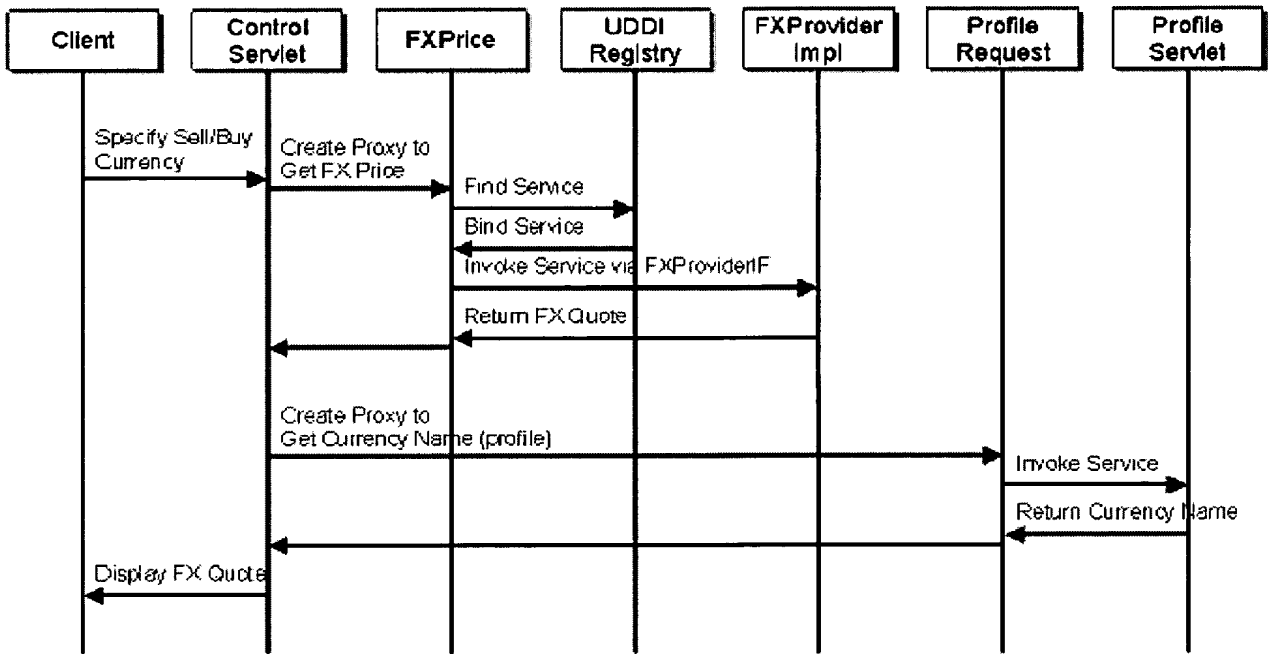 Client
Control
Servlet
FXPrice
UDDI
Registry
FXProvider
Impl
Profile
Request
Profile
Servlet
Specify Sell/Buy
Currency
Create Proxy to
Get FX Price
Find Service
Bind Service
Invoke Service via FXProviderIF
Return FX Quote
Create Proxy to
Get Currency Name (profile)
Invoke Service
Return Currency Name
Display FX Quote